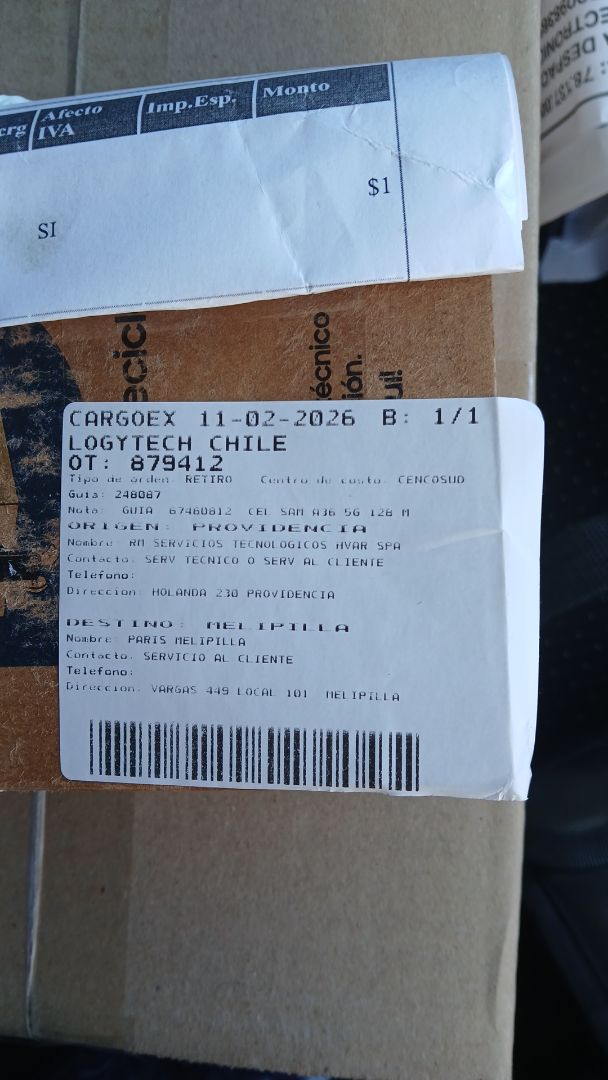 Afecto
IVA
Imp.Esp.
Monto
SI
$1
écnico
ión.
CARGOEX 11-02-2026 B: 1/1
LOGYTECH CHILE
OT: 879412
Tipo de orden: RETIRO Centro de costo: CENCOSUD
Guia: 248087
Nota: GUIA 67460812 CEL SAM A36 5G 128 M
ORIGEN: PROVIDENCIA
Nombre: RM SERVICIOS TECNOLOGICOS HVAR SPA
Contacto: SERV TECNICO O SERV AL CLIENTE
Telefono:
Direccion: HOLANDA 230 PROVIDENCIA
DESTINO: MELIPILLA
Nombre: PARIS MELIPILLA
Contacto: SERVICIO AL CLIENTE
Telefono:
Direccion: VARGAS 449 LOCAL 101 MELIPILLA